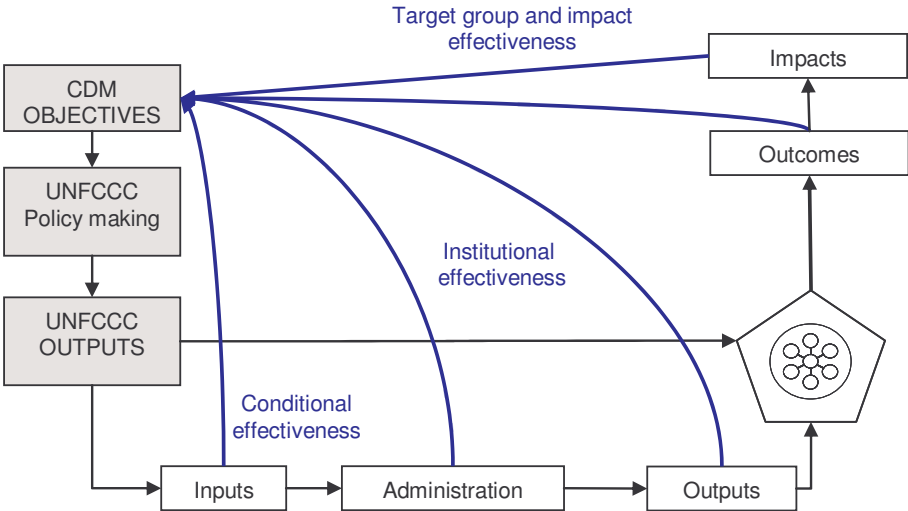 Target group and impact
effectiveness
Impacts
CDM
OBJECTIVES
Outcomes
UNFCCC
Policy making
Institutional
effectiveness
UNFCCC
OUTPUTS
Conditional
effectiveness
Inputs
Administration
Outputs